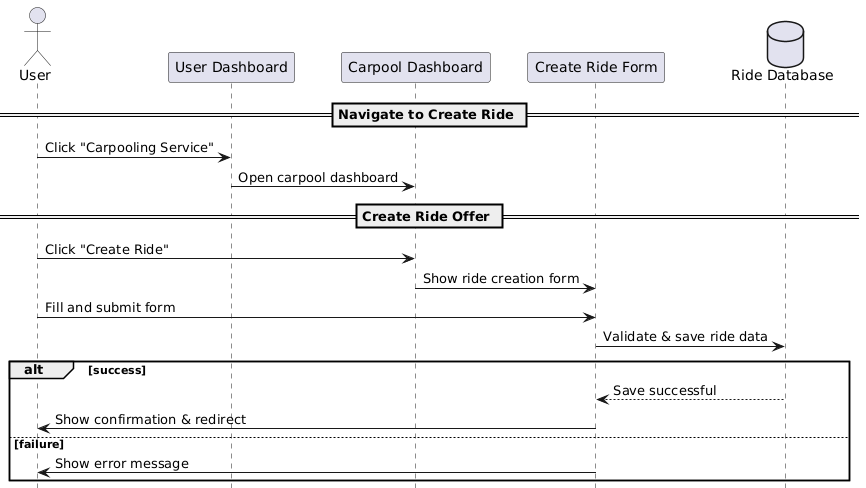 User
User Dashboard
Carpool Dashboard
Create Ride Form
Ride Database
Navigate to Create Ride
Click "Carpooling Service"
Open carpool dashboard
Create Ride Offer
Click "Create Ride"
Show ride creation form
Fill and submit form
Validate & save ride data
alt [success]
Save successful
Show confirmation & redirect
[failure]
Show error message